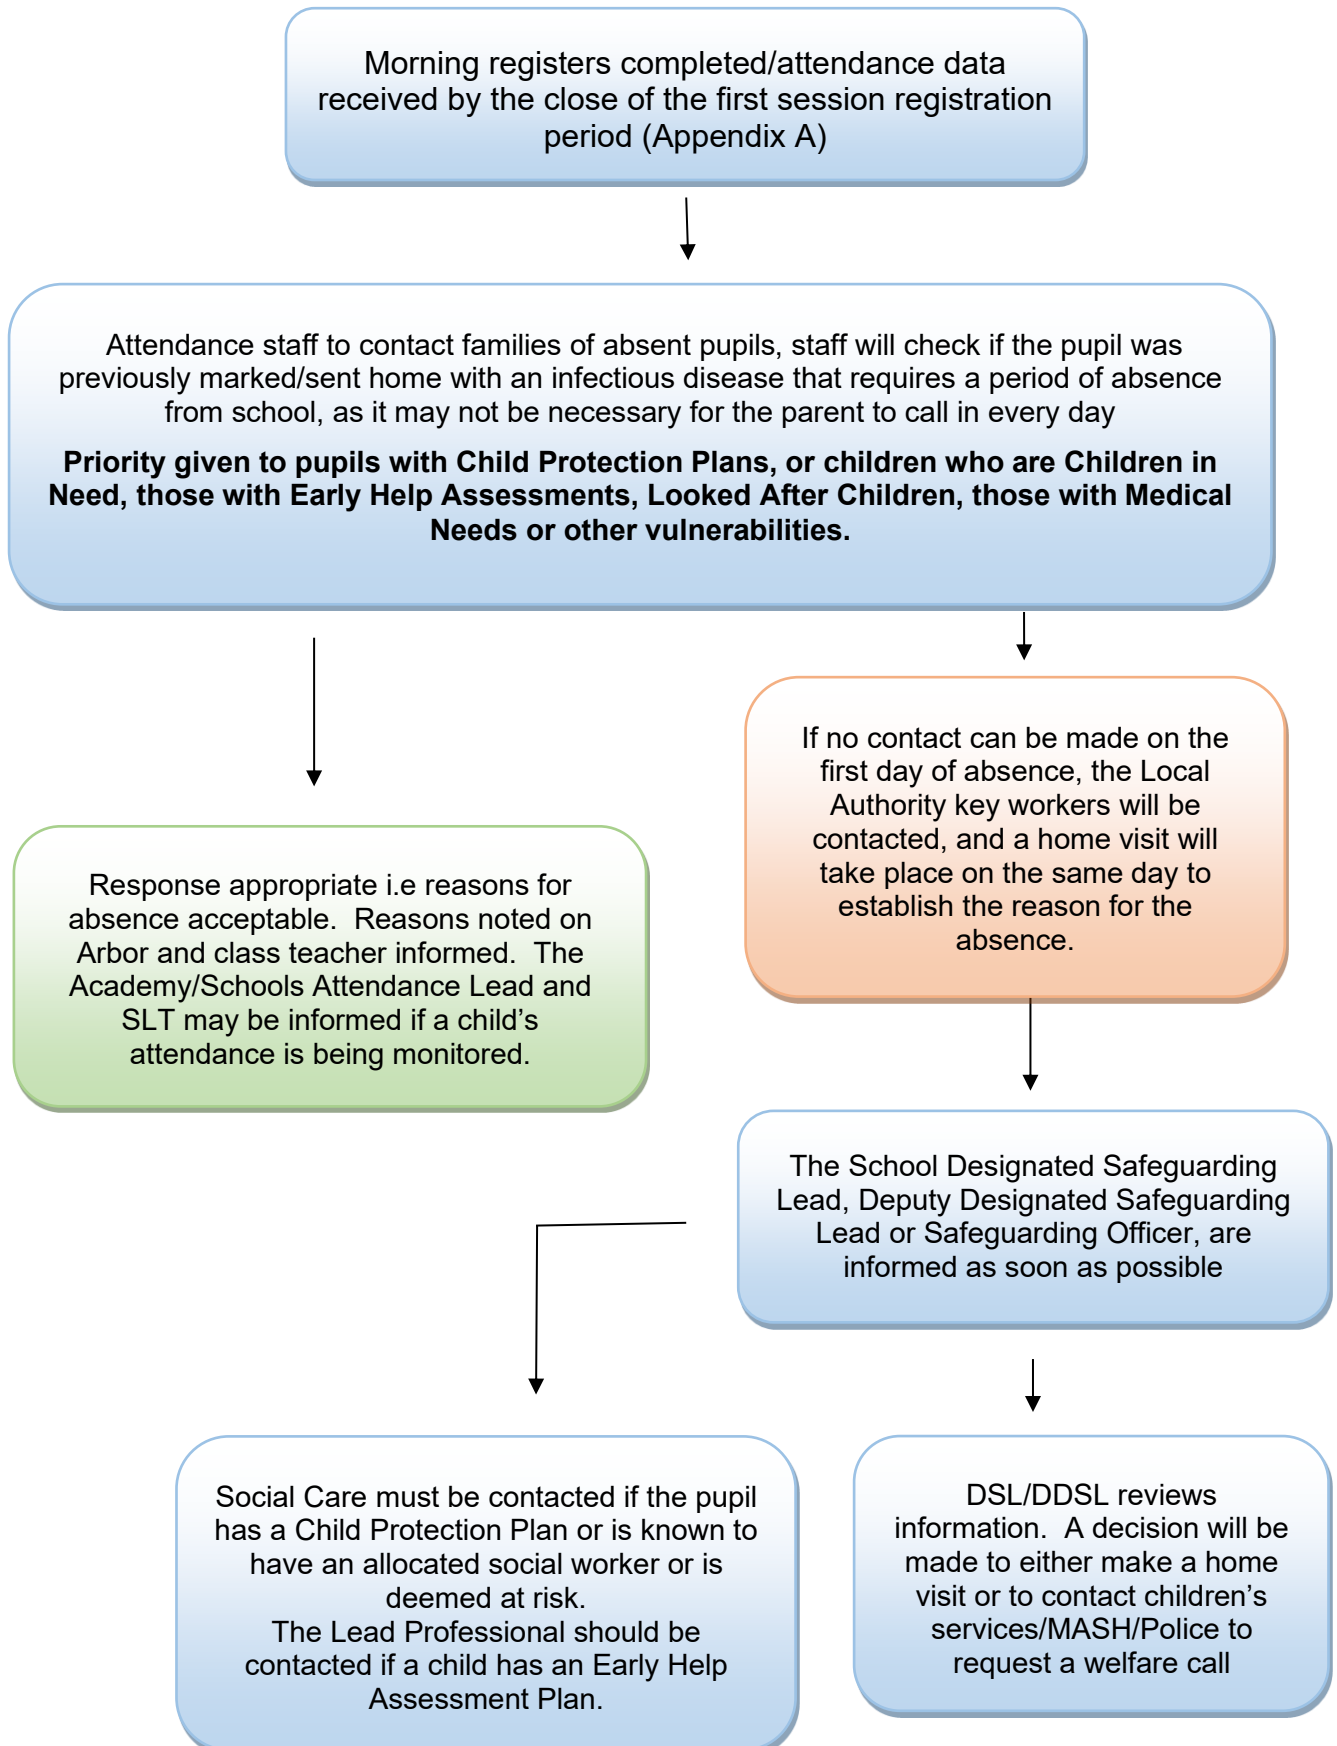 Morning registers completed/attendance data
received by the close of the first session registration
period (Appendix A)
Attendance staff to contact families of absent pupils, staff will check if the pupil was
previously marked/sent home with an infectious disease that requires a period of absence
from school, as it may not be necessary for the parent to call in every day
Priority given to pupils with Child Protection Plans, or children who are Children in
Need, those with Early Help Assessments, Looked After Children, those with Medical
Needs or other vulnerabilities.
If no contact can be made on the
first day of absence, the Local
Authority key workers will be
contacted, and a home visit will
take place on the same day to
establish the reason for the
absence.
Response appropriate i.e reasons for
absence acceptable.  Reasons noted on
Arbor and class teacher informed.  The
Academy/Schools Attendance Lead and
SLT may be informed if a child’s
attendance is being monitored.
The School Designated Safeguarding
Lead, Deputy Designated Safeguarding
Lead or Safeguarding Officer, are
informed as soon as possible
Social Care must be contacted if the pupil
has a Child Protection Plan or is known to
have an allocated social worker or is
deemed at risk.
The Lead Professional should be
contacted if a child has an Early Help
Assessment Plan.
DSL/DDSL reviews
information.  A decision will be
made to either make a home
visit or to contact children’s
services/MASH/Police to
request a welfare call